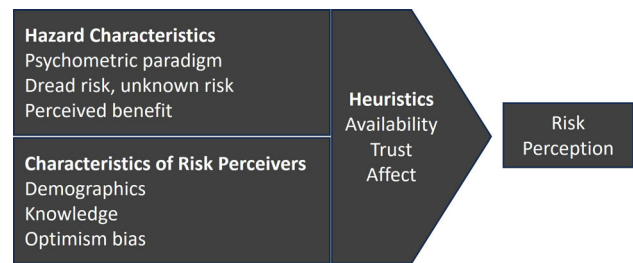 Hazard Characteristics
Psychometric paradigm
Dread risk, unknown risk
Perceived benefit
Characteristics of Risk Perceivers
Demographics
Knowledge
Optimism bias
Heuristics
Availability
Trust
Affect
Risk
Perception